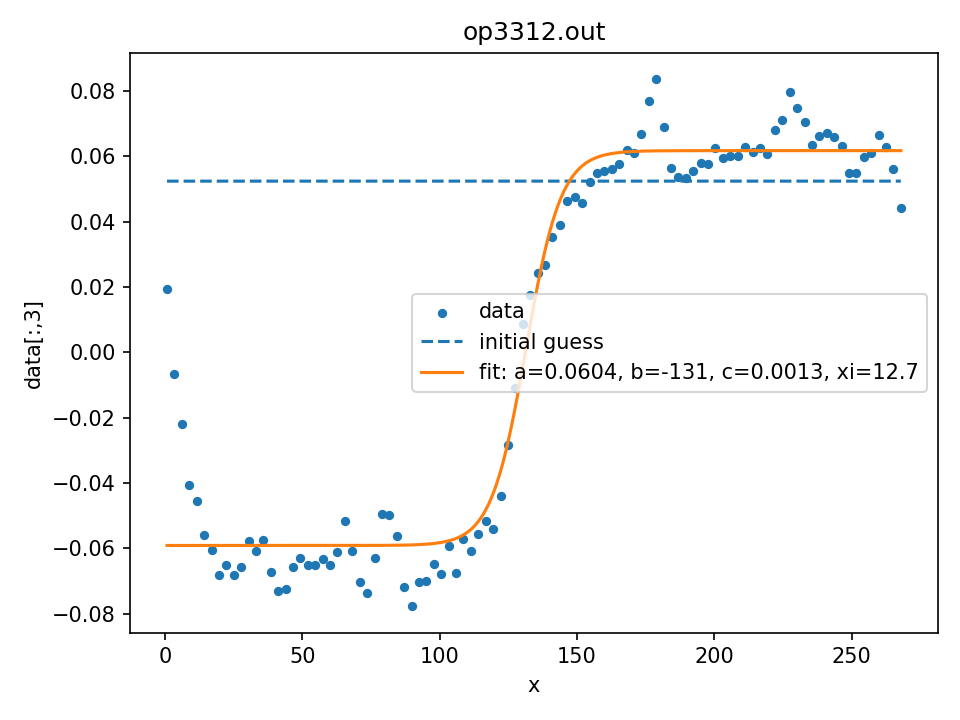 op3312.out
data[:,3]
0.08
0.06
0.04
0.02
0.00
−0.02
−0.04
−0.06
−0.08
data
initial guess
fit: a=0.0604, b=-131, c=0.0013, xi=12.7
0 50 100 150 200 250
x